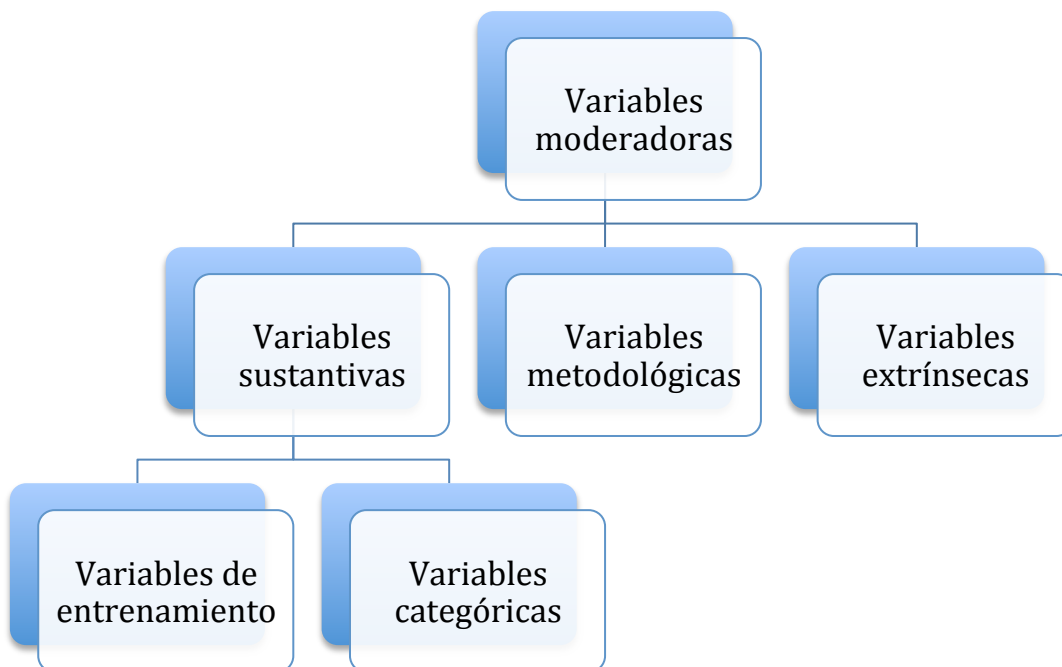 Variables
moderadoras
Variables
sustantivas
Variables
metodológicas
Variables
extrínsecas
Variables de
entrenamiento
Variables
categóricas